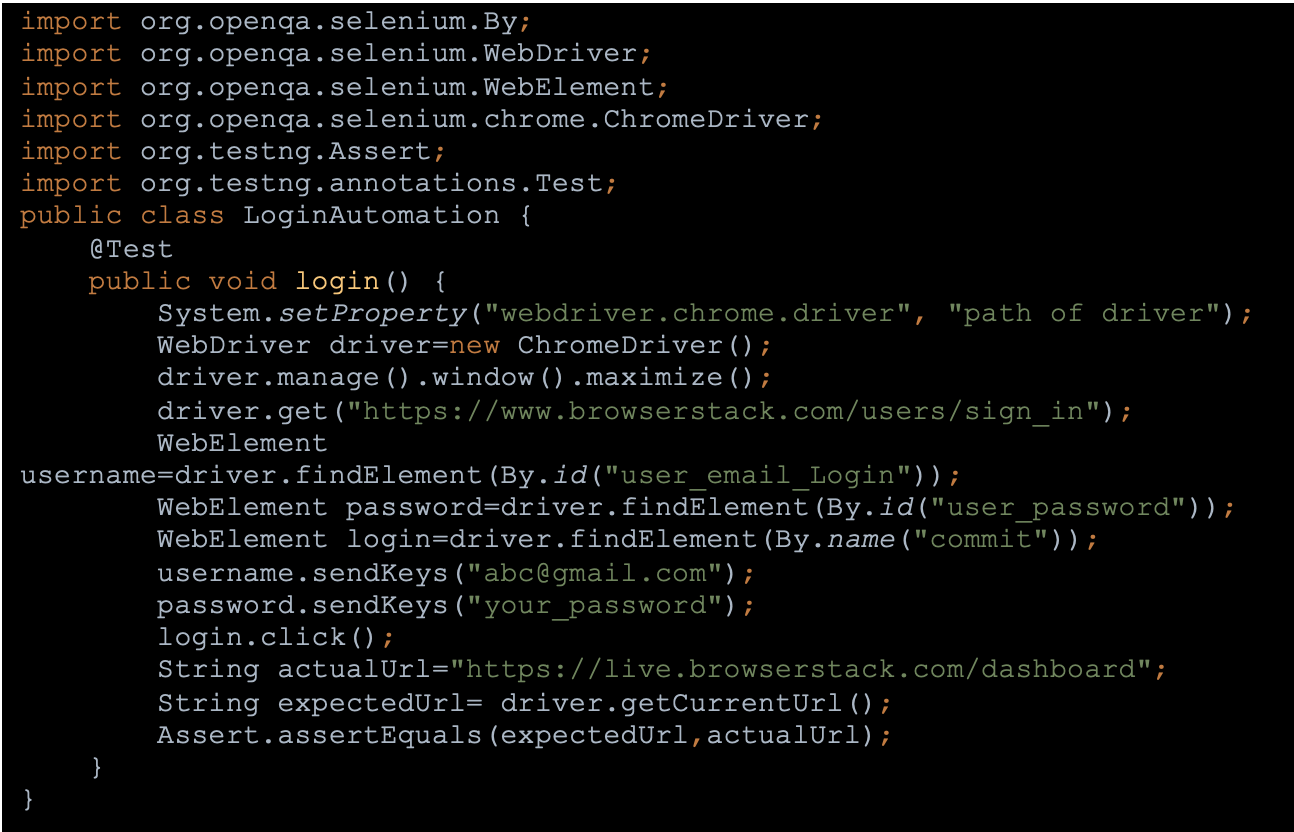 import org.openqa.selenium.By;
import org.openqa.selenium.WebDriver;
import org.openqa.selenium.WebElement;
import org.openqa.selenium.chrome.ChromeDriver;
import org.testng.Assert;
import org.testng.annotations.Test;
public class LoginAutomation {
    @Test
    public void login() {
        System.setProperty("webdriver.chrome.driver", "path of driver");
        WebDriver driver=new ChromeDriver();
        driver.manage().window().maximize();
        driver.get("https://www.browserstack.com/users/sign_in");
        WebElement
username=driver.findElement(By.id("user_email_Login"));
        WebElement password=driver.findElement(By.id("user_password"));
        WebElement login=driver.findElement(By.name("commit"));
        username.sendKeys("abc@gmail.com");
        password.sendKeys("your_password");
        login.click();
        String actualUrl="https://live.browserstack.com/dashboard";
        String expectedUrl= driver.getCurrentUrl();
        Assert.assertEquals(expectedUrl,actualUrl);
    }
}